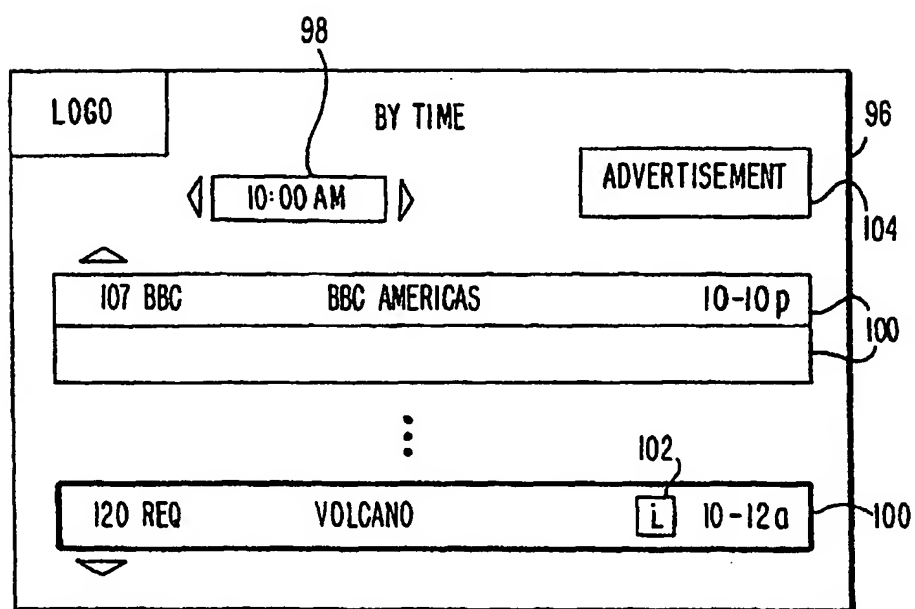 98
LOGO
BY TIME
96
10:00 AM
ADVERTISEMENT
104
107 BBC BBC AMERICAS 10-10p
100
102
120 REQ VOLCANO i 10-12a
100